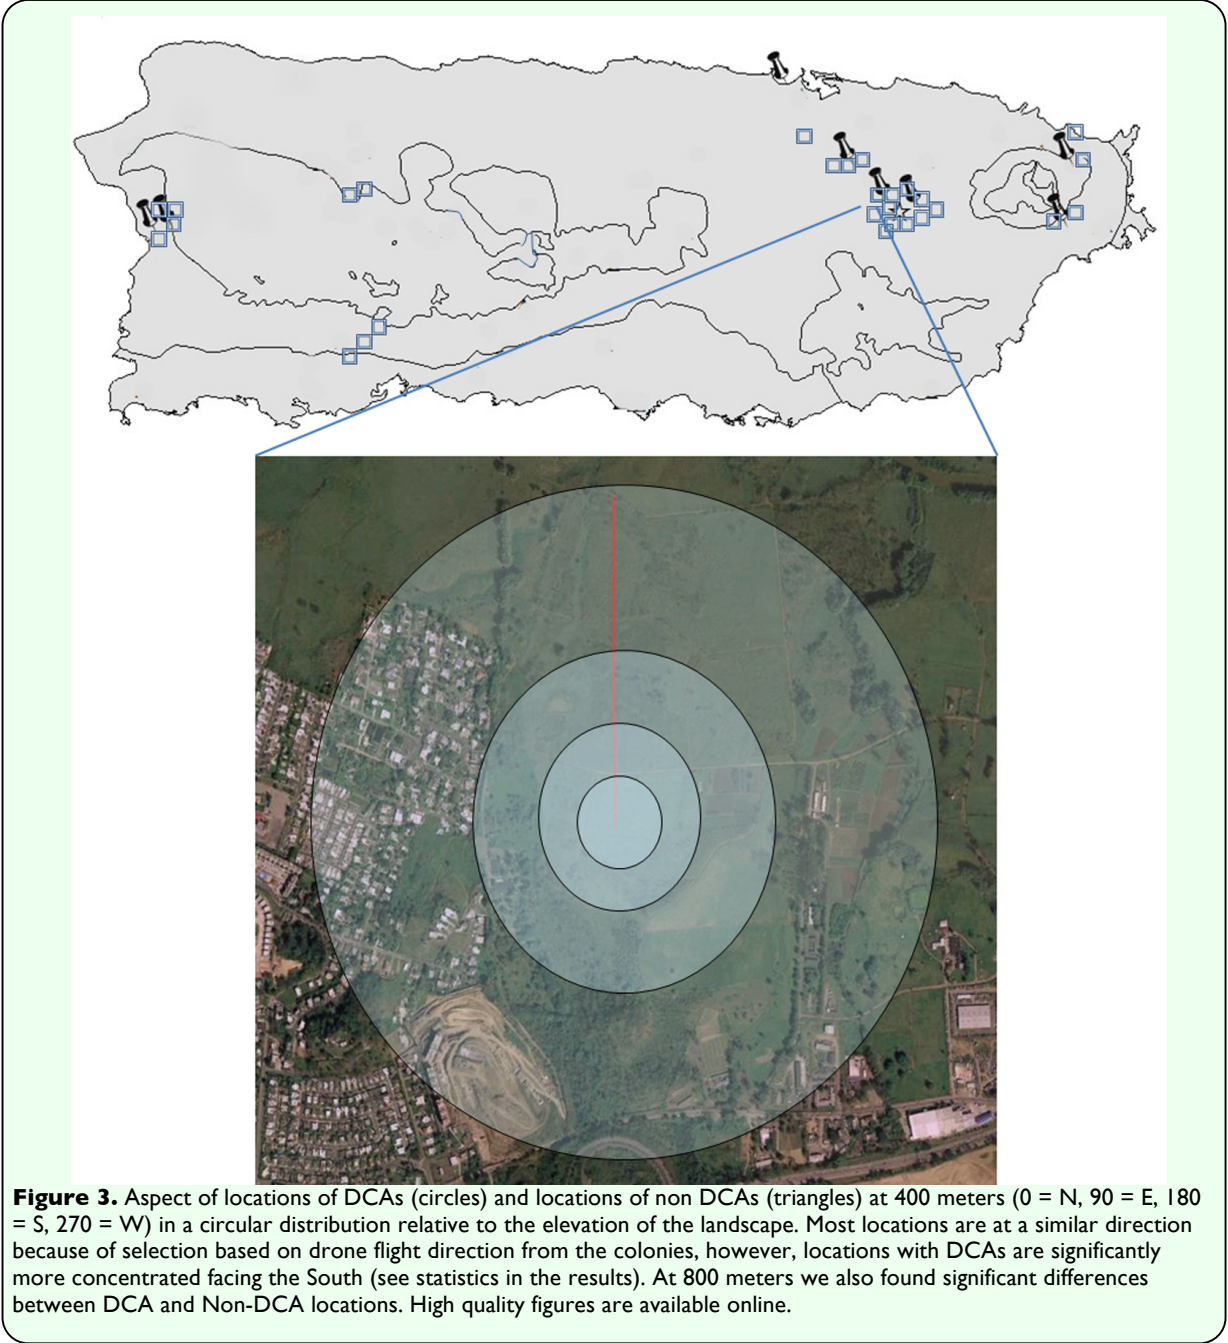 Figure 3. Aspect of locations of DCAs (circles) and locations of non DCAs (triangles) at 400 meters (0 = N, 90 = E, 180
= S, 270 = W) in a circular distribution relative to the elevation of the landscape. Most locations are at a similar direction
because of selection based on drone flight direction from the colonies, however, locations with DCAs are significantly
more concentrated facing the South (see statistics in the results). At 800 meters we also found significant differences
between DCA and Non-DCA locations. High quality figures are available online.